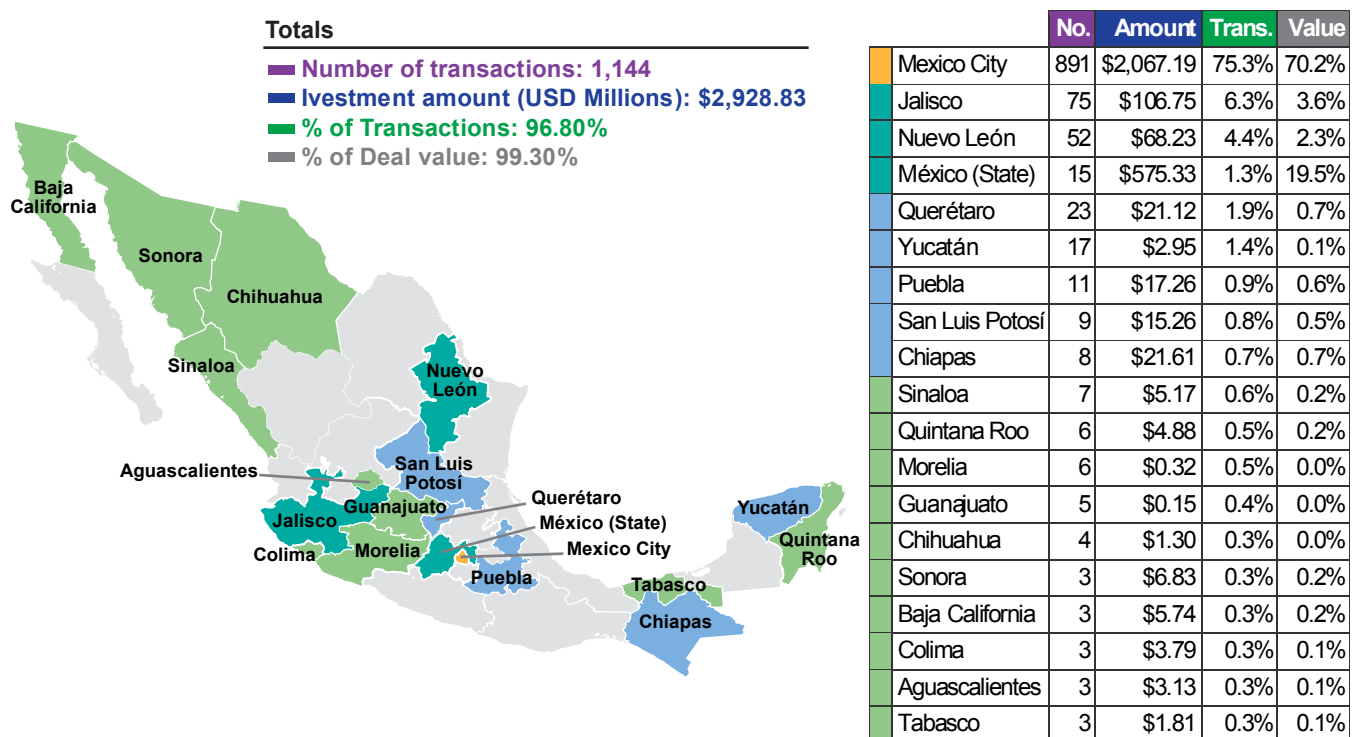 Totals
Number of transactions: 1,144
Ivestment amount (USD Millions): $2,928.83
% of Transactions: 96.80%
% of Deal value: 99.30%
Baja
California
Sonora
Chihuahua
Sinaloa
Nuevo
León
Aguascalientes
San Luis
Potosí
Guanajuato
Jalisco
Colima
Morelia
Querétaro
México (State)
Mexico City
Puebla
Yucatán
Quintana
Roo
Tabasco
Chiapas
No. Amount Trans. Value
Mexico City 891 $2,067.19 75.3% 70.2%
Jalisco 75 $106.75 6.3% 3.6%
Nuevo León 52 $68.23 4.4% 2.3%
México (State) 15 $575.33 1.3% 19.5%
Querétaro 23 $21.12 1.9% 0.7%
Yucatán 17 $2.95 1.4% 0.1%
Puebla 11 $17.26 0.9% 0.6%
San Luis Potosí 9 $15.26 0.8% 0.5%
Chiapas 8 $21.61 0.7% 0.7%
Sinaloa 7 $5.17 0.6% 0.2%
Quintana Roo 6 $4.88 0.5% 0.2%
Morelia 6 $0.32 0.5% 0.0%
Guanajuato 5 $0.15 0.4% 0.0%
Chihuahua 4 $1.30 0.3% 0.0%
Sonora 3 $6.83 0.3% 0.2%
Baja California 3 $5.74 0.3% 0.2%
Colima 3 $3.79 0.3% 0.1%
Aguascalientes 3 $3.13 0.3% 0.1%
Tabasco 3 $1.81 0.3% 0.1%